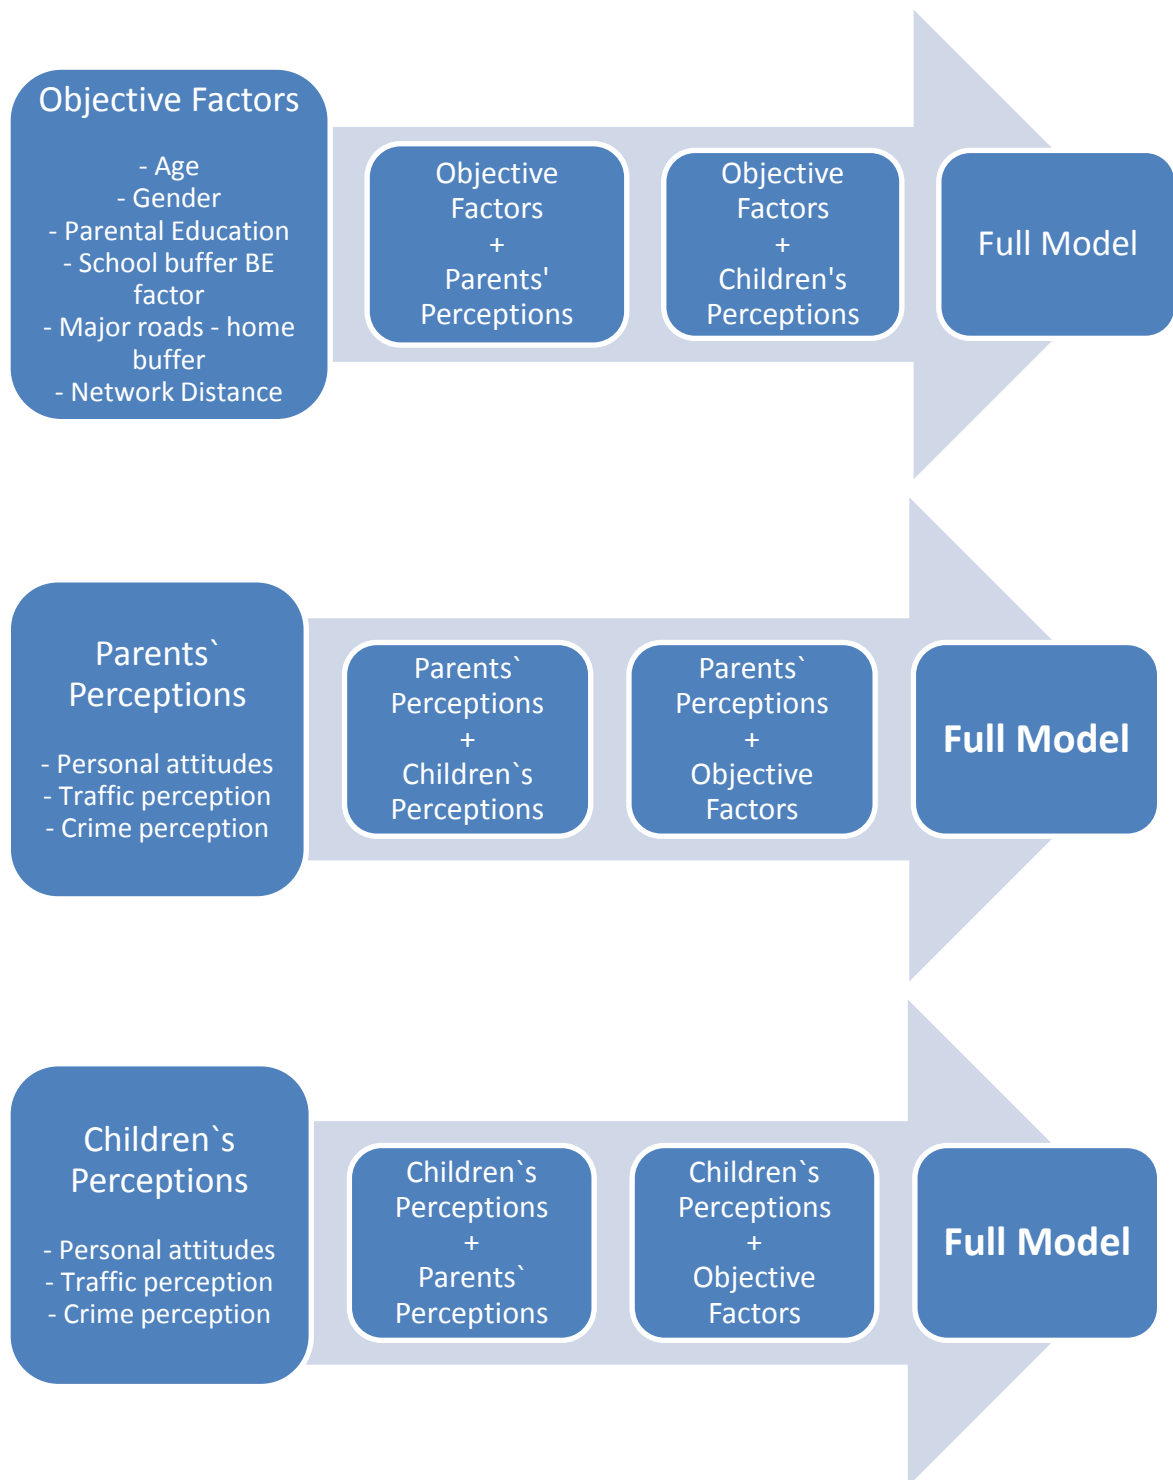 Objective Factors
- Age
- Gender
- Parental Education
- School buffer BE
factor
- Major roads - home
buffer
- Network Distance
Objective
Factors
+
Parents'
Perceptions
Objective
Factors
+
Children's
Perceptions
Full Model
Parents`
Perceptions
- Personal attitudes
- Traffic perception
- Crime perception
Parents`
Perceptions
+
Children`s
Perceptions
Parents`
Perceptions
+
Objective
Factors
Full Model
Children`s
Perceptions
- Personal attitudes
- Traffic perception
- Crime perception
Children`s
Perceptions
+
Parents`
Perceptions
Children`s
Perceptions
+
Objective
Factors
Full Model